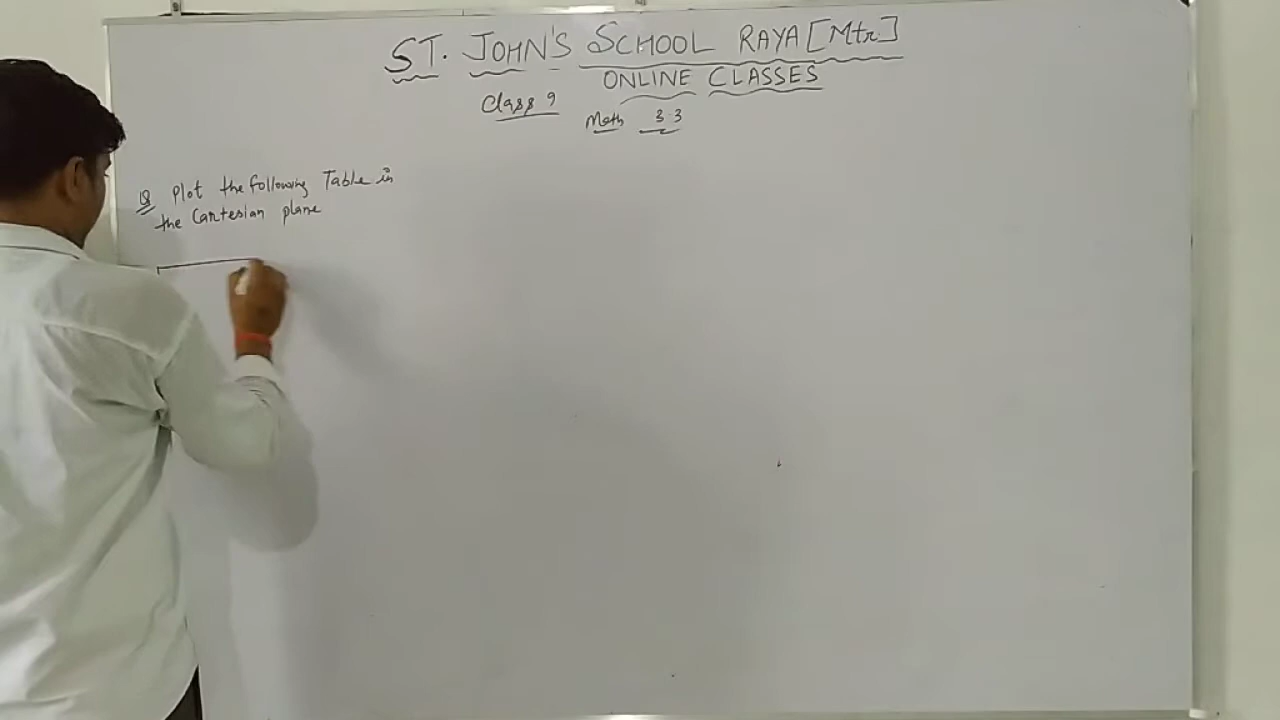 ST. JOHN'S SCHOOL RAYA [Mtr]
ONLINE CLASSES
Class 9
Math 3.3
Q Plot the following Table in
the Cartesian plane